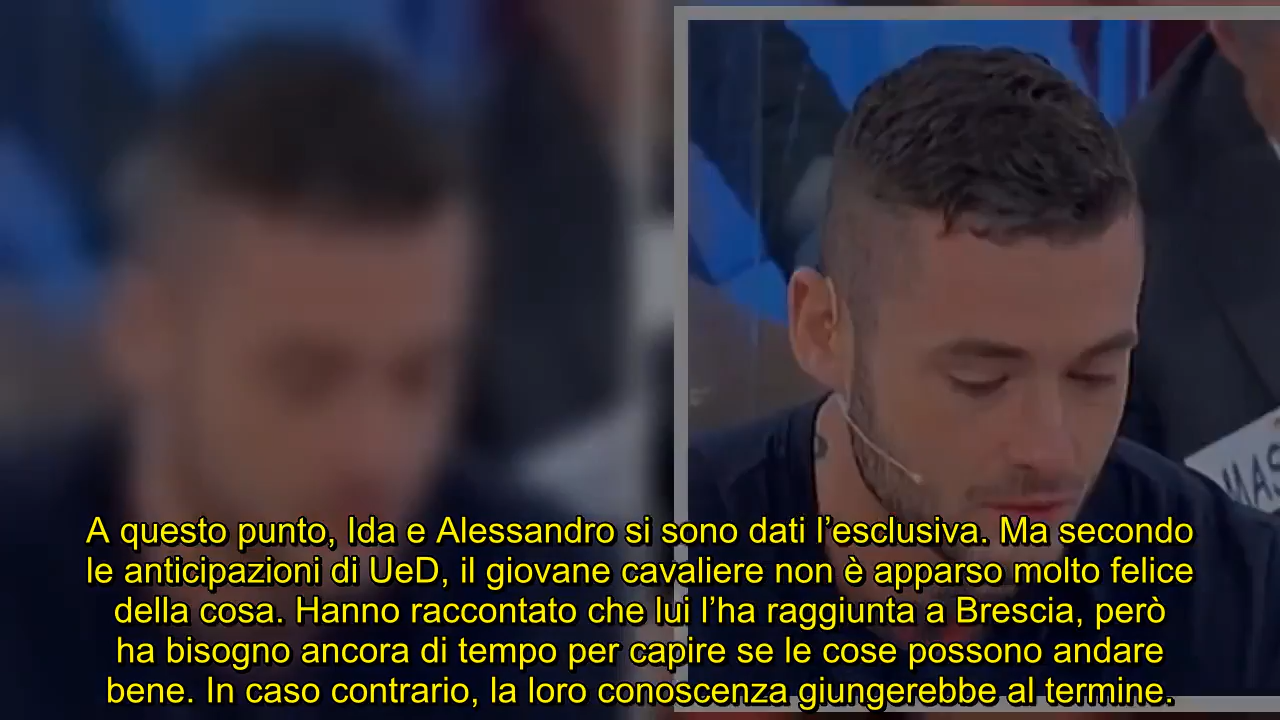 MAS
A questo punto, Ida e Alessandro si sono dati l’esclusiva. Ma secondo
le anticipazioni di UeD, il giovane cavaliere non è apparso molto felice
della cosa. Hanno raccontato che lui l’ha raggiunta a Brescia, però
ha bisogno ancora di tempo per capire se le cose possono andare
bene. In caso contrario, la loro conoscenza giungerebbe al termine.